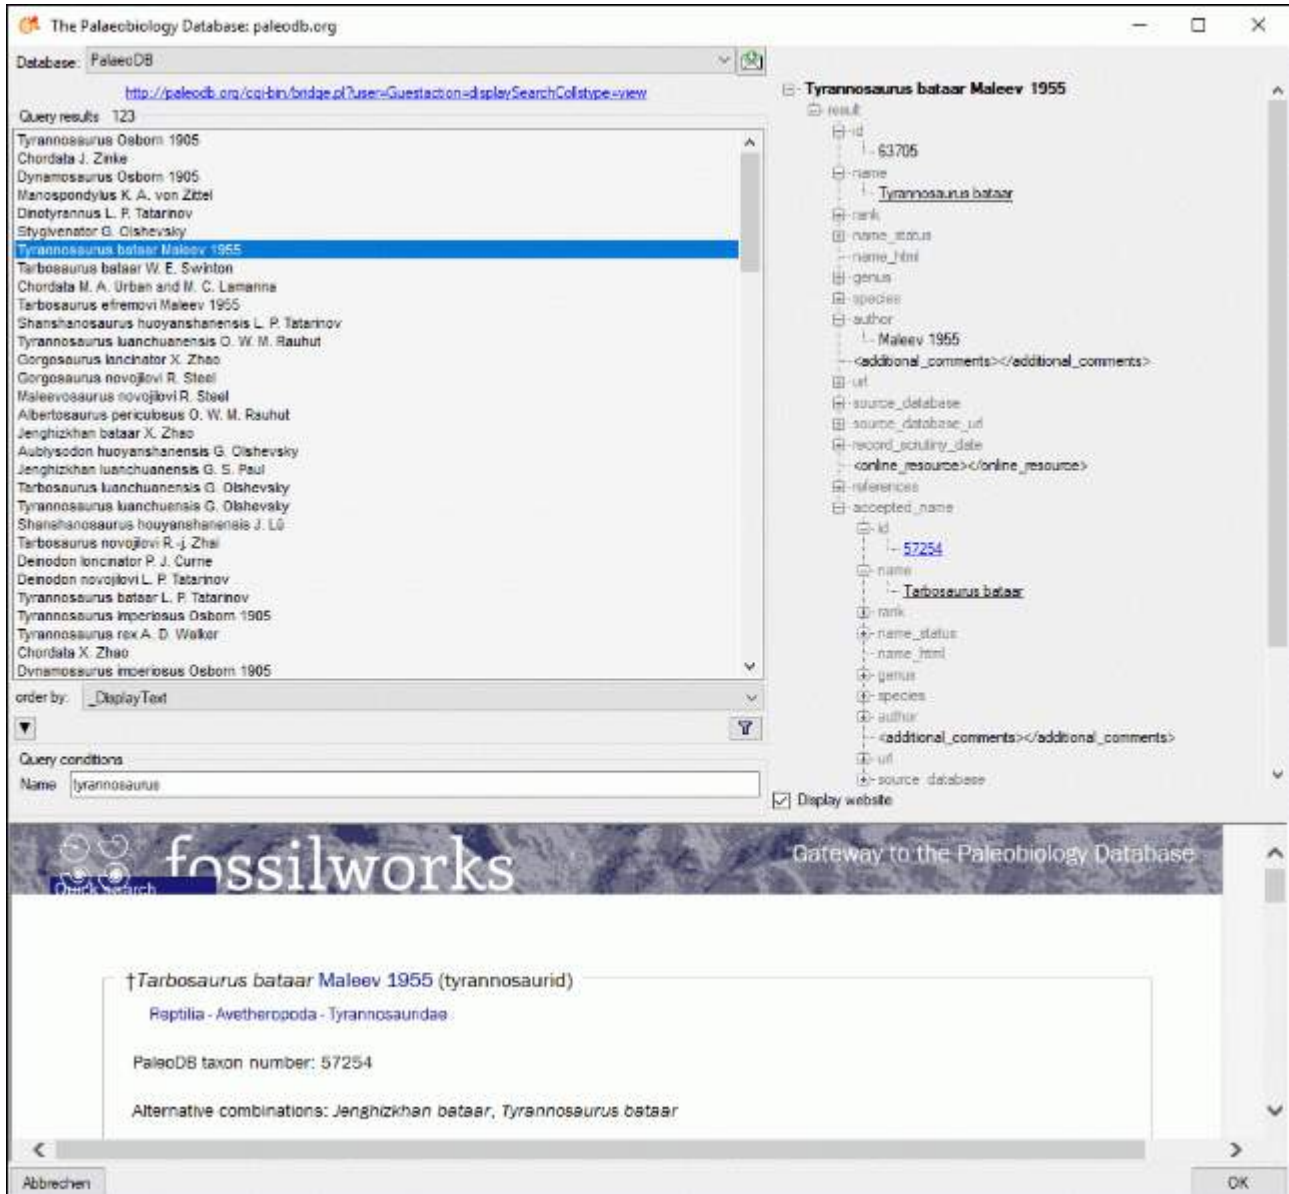 The Palaeobiology Database: paleodb.org
Database: PalaeoDB
http://paleodb.org/cgi-bin/bridge.pl?user=Guestaction=displaySearchCollstype=view
Query results 123
Tyrannosaurus Osborn 1905
Chordata J. Zinke
Dynamosaurus Osborn 1905
Manospondylus K. A. von Zittel
Dinotyrannus L. P. Tatarinov
Stygivenator G. Olshevsky
Tyrannosaurus bataar Maleev 1955
Tarbosaurus bataar W. E. Swinton
Chordata M. A. Urban and M. C. Lamanna
Tarbosaurus efremovi Maleev 1955
Shanshanosaurus huoyanshanensis L. P. Tatarinov
Tyrannosaurus luanchuanensis O. W. M. Rauhut
Gorgosaurus lancinator X. Zhao
Gorgosaurus novojilovi R. Steel
Maleevosaurus novojilovi R. Steel
Albertosaurus periculosus O. W. M. Rauhut
Jenghizkhan bataar X. Zhao
Aublysodon huoyanshanensis G. Olshevsky
Jenghizkhan luanchuanensis G. S. Paul
Tarbosaurus luanchuanensis G. Olshevsky
Tyrannosaurus luanchuensis G. Olshevsky
Shanshanosaurus houyanshanensis J. Lü
Tarbosaurus novojilovi R.-j. Zhai
Deinodon lancinator P. J. Currie
Deinodon novojilovi L. P. Tatarinov
Tyrannosaurus bataar L. P. Tatarinov
Tyrannosaurus imperiosus Osborn 1905
Tyrannosaurus rex A. D. Walker
Chordata X. Zhao
Dynamosaurus imperiosus Osborn 1905
order by: _DisplayText
Query conditions
Name tyrannosaurus
Tyrannosaurus bataar Maleev 1955
result
id
63705
name
Tyrannosaurus bataar
rank
name_status
name_html
genus
species
author
Maleev 1955
<additional_comments></additional_comments>
url
source_database
source_database_url
record_scrutiny_date
<online_resource></online_resource>
references
accepted_name
id
57254
name
Tarbosaurus bataar
rank
name_status
name_html
genus
species
author
<additional_comments></additional_comments>
url
source_database
Display website
fossilworks
Gateway to the Paleobiology Database
Quick search
†Tarbosaurus bataar Maleev 1955 (tyrannosaurid)
Reptilia - Avetheropoda - Tyrannosauridae
PaleoDB taxon number: 57254
Alternative combinations: Jenghizkhan bataar, Tyrannosaurus bataar
Abbrechen
OK